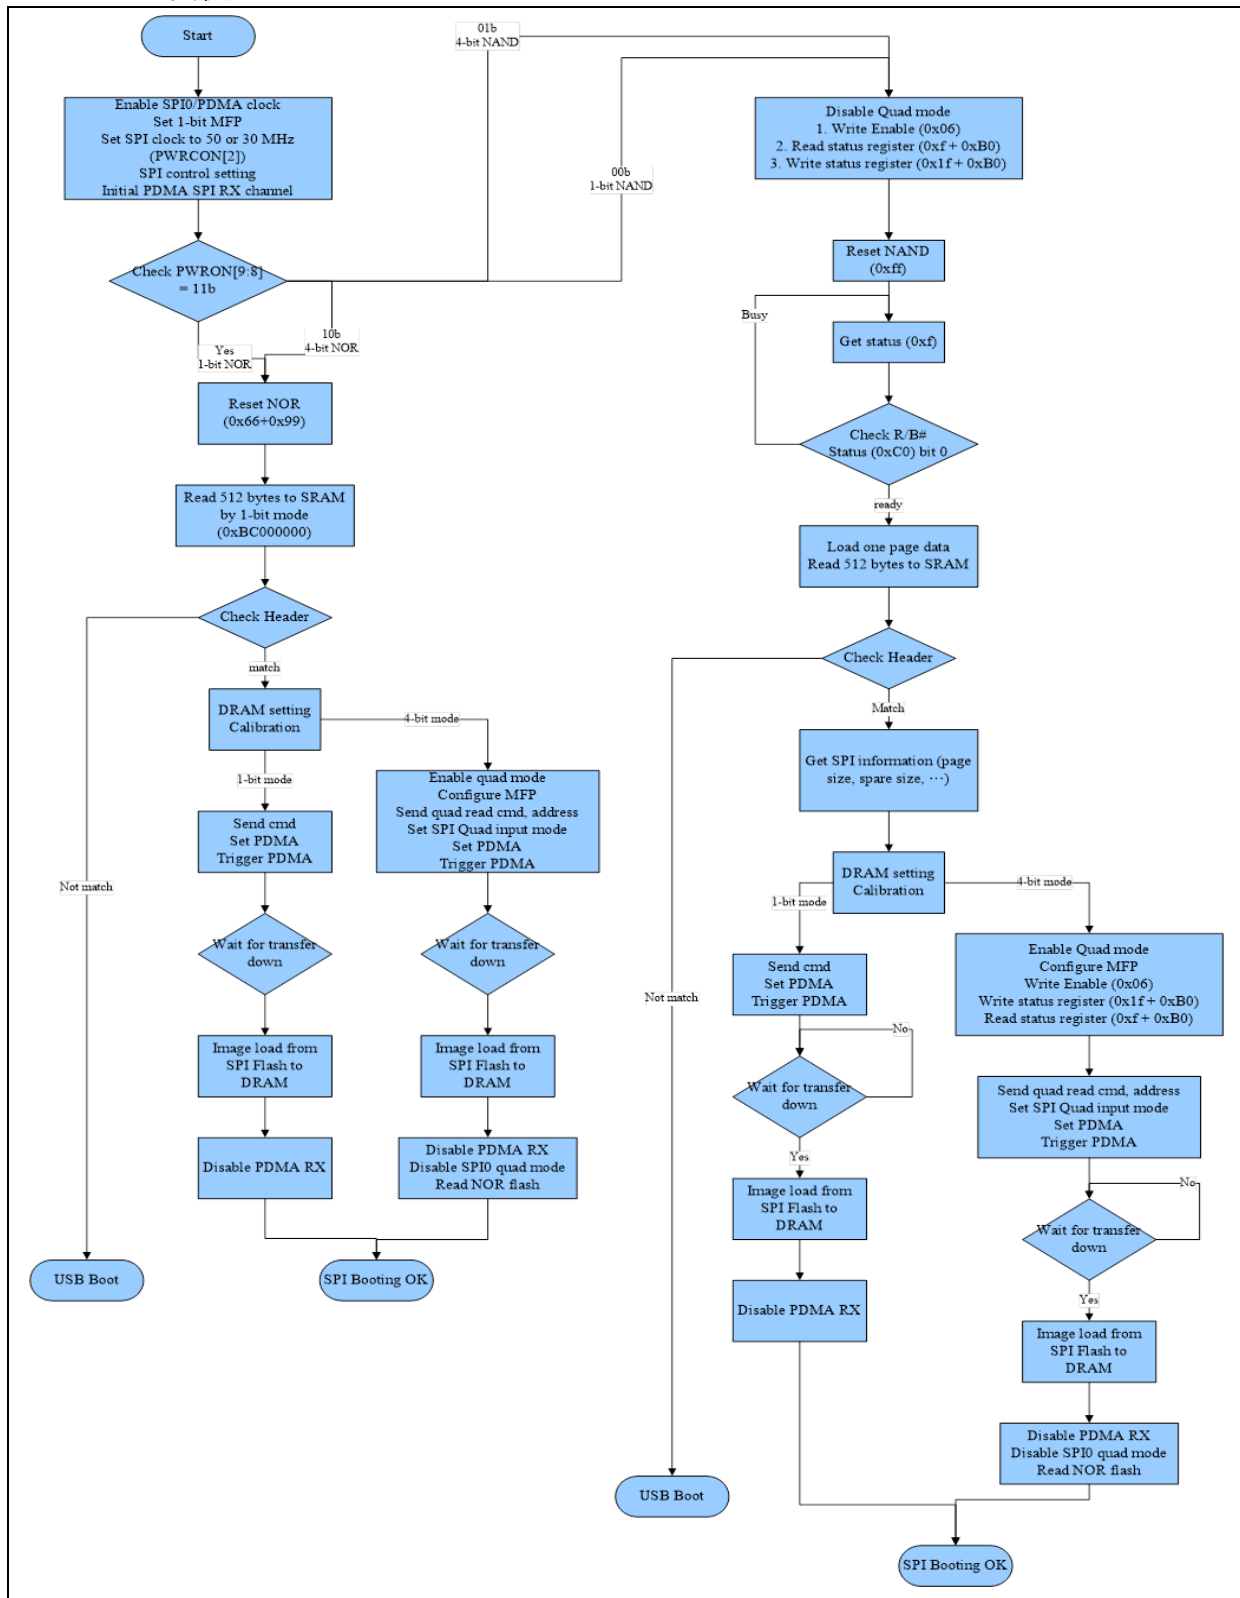 Start
Enable SPI0/PDMA clock
Set 1-bit MFP
Set SPI clock to 50 or 30 MHz
(PWRCON[2])
SPI control setting
Initial PDMA SPI RX channel
Check PWRON[9:8]
= 11b
01b
4-bit NAND
00b
1-bit NAND
10b
4-bit NOR
Yes
1-bit NOR
Reset NOR
(0x66+0x99)
Read 512 bytes to SRAM
by 1-bit mode
(0xBC000000)
Check Header
match
Not match
DRAM setting
Calibration
4-bit mode
1-bit mode
Send cmd
Set PDMA
Trigger PDMA
Enable quad mode
Configure MFP
Send quad read cmd, address
Set SPI Quad input mode
Set PDMA
Trigger PDMA
Wait for transfer
down
Wait for transfer
down
Image load from
SPI Flash to
DRAM
Image load from
SPI Flash to
DRAM
Disable PDMA RX
Disable PDMA RX
Disable SPI0 quad mode
Read NOR flash
USB Boot
SPI Booting OK
Disable Quad mode
1. Write Enable (0x06)
2. Read status register (0xf + 0xB0)
3. Write status register (0x1f + 0xB0)
Reset NAND
(0xff)
Busy
Get status (0xf)
Check R/B#
Status (0xC0) bit 0
ready
Load one page data
Read 512 bytes to SRAM
Check Header
Match
Not match
Get SPI information (page
size, spare size, ⋯)
DRAM setting
Calibration
4-bit mode
1-bit mode
Send cmd
Set PDMA
Trigger PDMA
Enable Quad mode
Configure MFP
Write Enable (0x06)
Write status register (0x1f + 0xB0)
Read status register (0xf + 0xB0)
No
Wait for transfer
down
Yes
Send quad read cmd, address
Set SPI Quad input mode
Set PDMA
Trigger PDMA
No
Wait for transfer
down
Yes
Image load from
SPI Flash to
DRAM
Disable PDMA RX
Image load from
SPI Flash to
DRAM
Disable PDMA RX
Disable SPI0 quad mode
Read NOR flash
USB Boot
SPI Booting OK